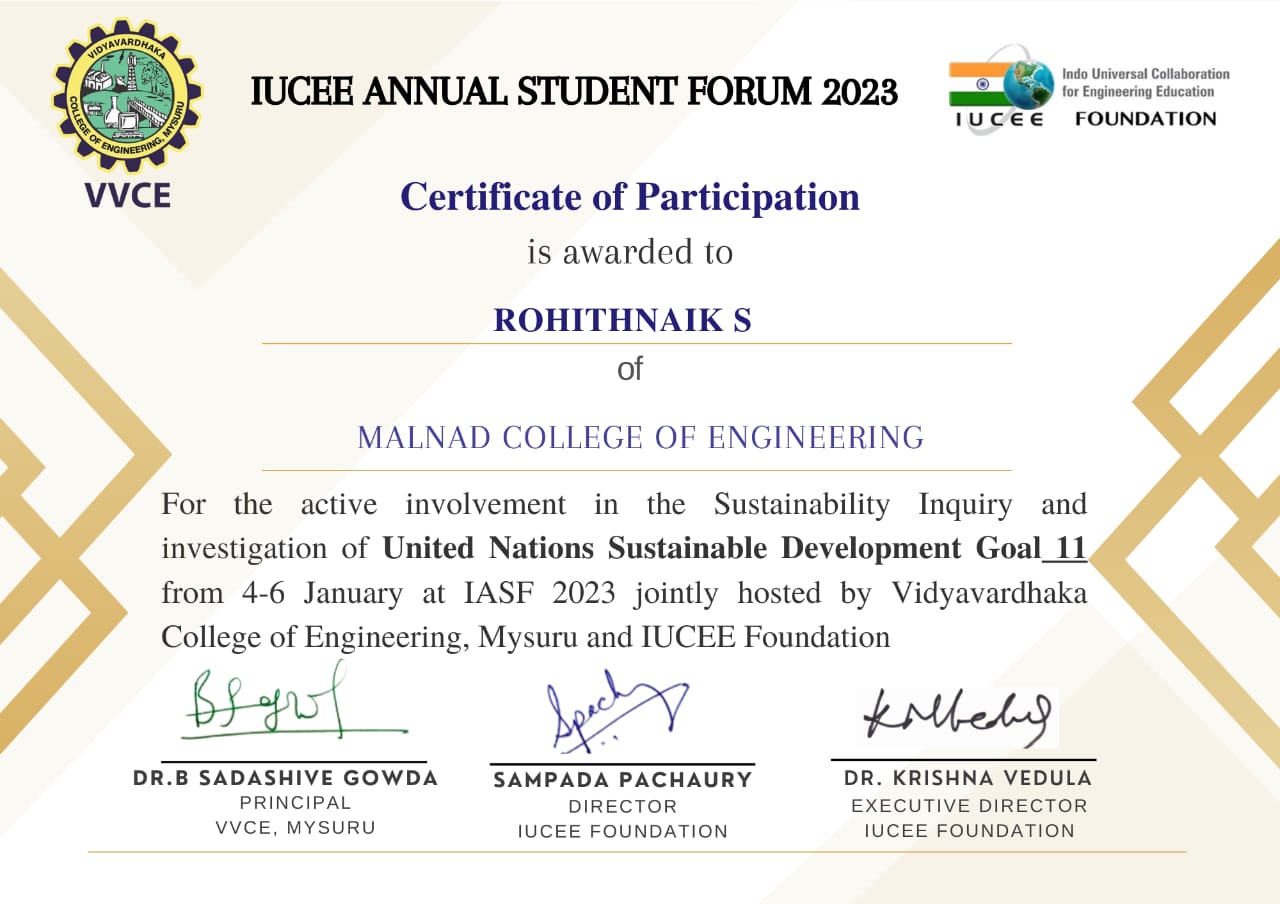 VIDYAVARDHAKA
COLLEGE OF ENGINEERING, MYSURU
VVCE
IUCEE ANNUAL STUDENT FORUM 2023
Indo Universal Collaboration
for Engineering Education
IUCEE FOUNDATION
Certificate of Participation
is awarded to
ROHITHNAIK S
of
MALNAD COLLEGE OF ENGINEERING
For the active involvement in the Sustainability Inquiry and
investigation of United Nations Sustainable Development Goal 11
from 4-6 January at IASF 2023 jointly hosted by Vidyavardhaka
College of Engineering, Mysuru and IUCEE Foundation
DR.B SADASHIVE GOWDA
PRINCIPAL
VVCE, MYSURU
SAMPADA PACHAURY
DIRECTOR
IUCEE FOUNDATION
DR. KRISHNA VEDULA
EXECUTIVE DIRECTOR
IUCEE FOUNDATION